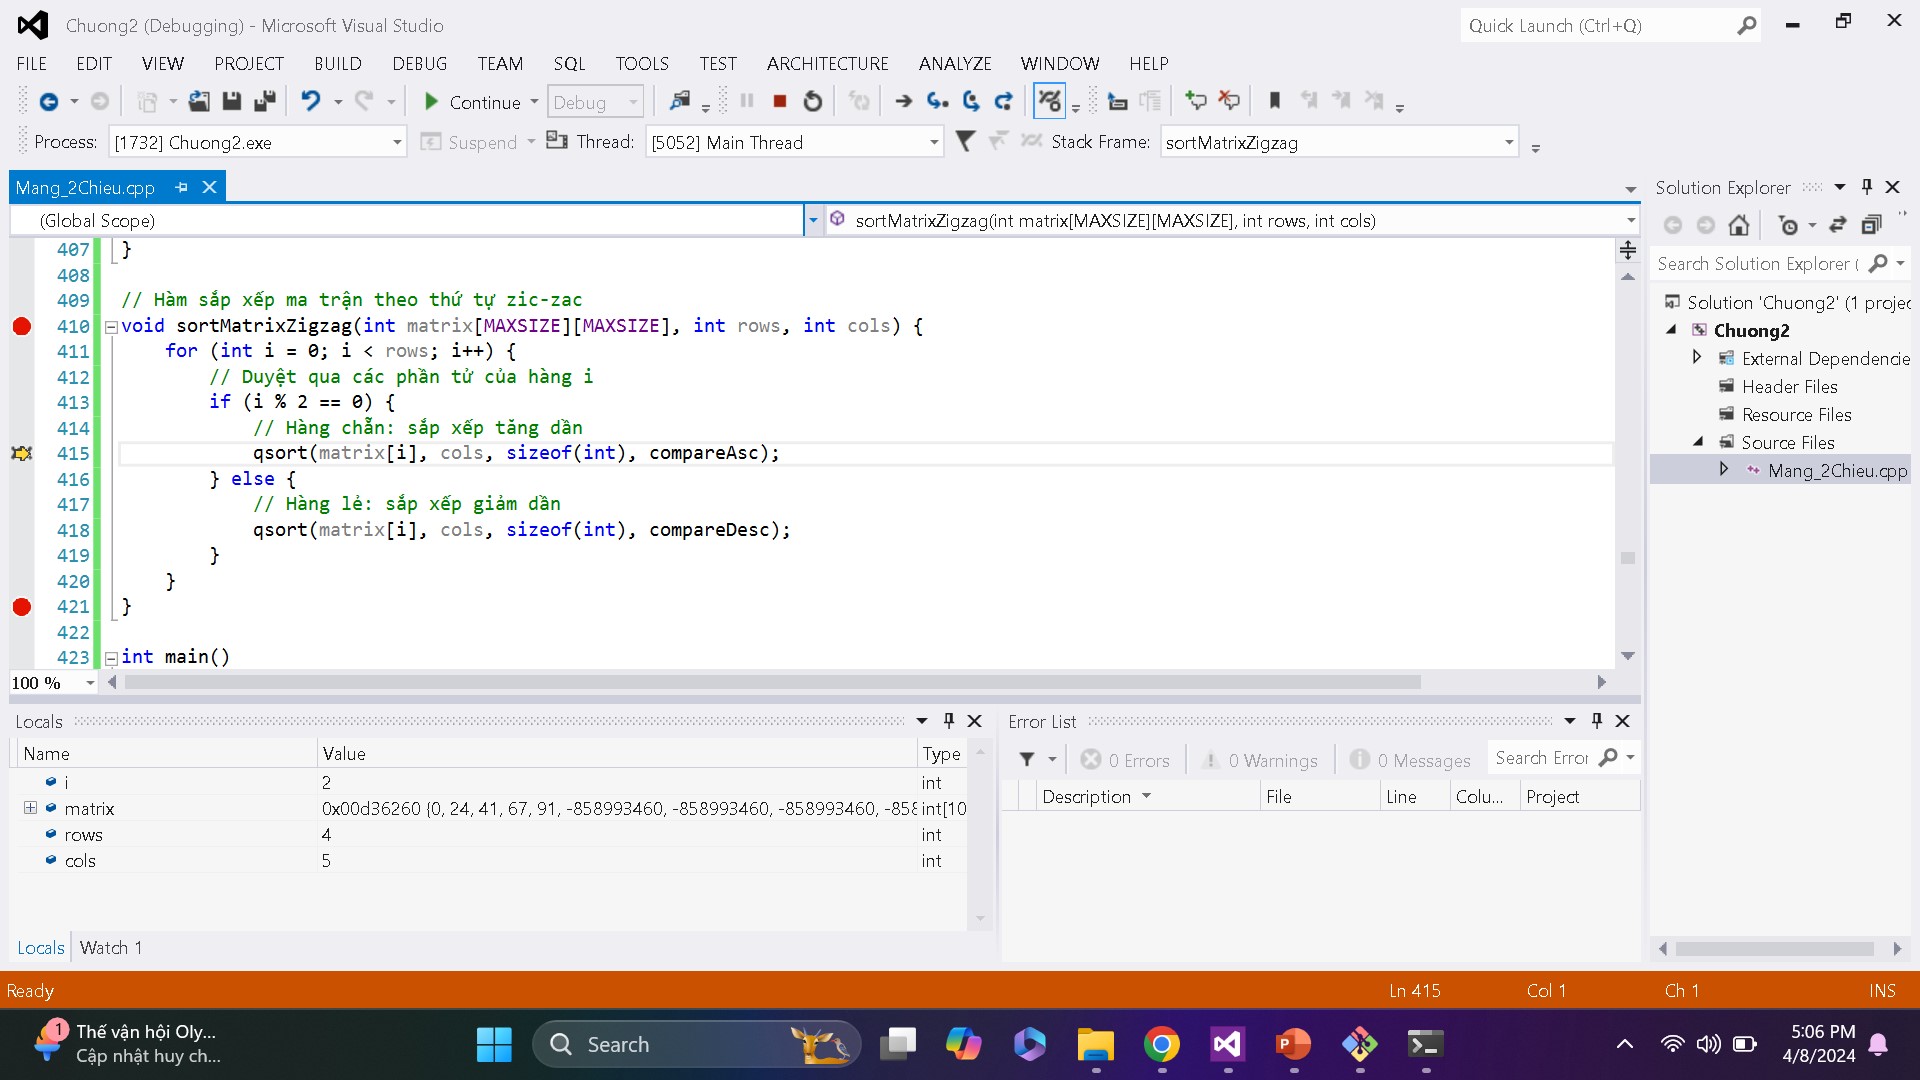 Chuong2 (Debugging) - Microsoft Visual Studio
Quick Launch (Ctrl+Q)
FILE EDIT VIEW PROJECT BUILD DEBUG TEAM SQL TOOLS TEST ARCHITECTURE ANALYZE WINDOW HELP
Continue Debug
Process: [1732] Chuong2.exe Suspend Thread: [5052] Main Thread Stack Frame: sortMatrixZigzag
Mang_2Chieu.cpp
(Global Scope) sortMatrixZigzag(int matrix[MAXSIZE][MAXSIZE], int rows, int cols)
407 }
408
409 // Hàm sắp xếp ma trận theo thứ tự zic-zac
410 void sortMatrixZigzag(int matrix[MAXSIZE][MAXSIZE], int rows, int cols) {
411 for (int i = 0; i < rows; i++) {
412 // Duyệt qua các phần tử của hàng i
413 if (i % 2 == 0) {
414 // Hàng chẵn: sắp xếp tăng dần
415 qsort(matrix[i], cols, sizeof(int), compareAsc);
416 } else {
417 // Hàng lẻ: sắp xếp giảm dần
418 qsort(matrix[i], cols, sizeof(int), compareDesc);
419 }
420 }
421 }
422
423 int main()
100 %
Solution Explorer
Search Solution Explorer (
Solution 'Chuong2' (1 projec
Chuong2
External Dependencie
Header Files
Resource Files
Source Files
Mang_2Chieu.cpp
Locals
Name Value Type
i 2 int
matrix 0x00d36260 {0, 24, 41, 67, 91, -858993460, -858993460, -858993460, -858 int[10
rows 4 int
cols 5 int
Locals Watch 1
Error List
0 Errors 0 Warnings 0 Messages Search Error
Description File Line Colu... Project
Ready Ln 415 Col 1 Ch 1 INS
1
Thế vận hội Oly...
Cập nhật huy ch...
Search
5:06 PM
4/8/2024